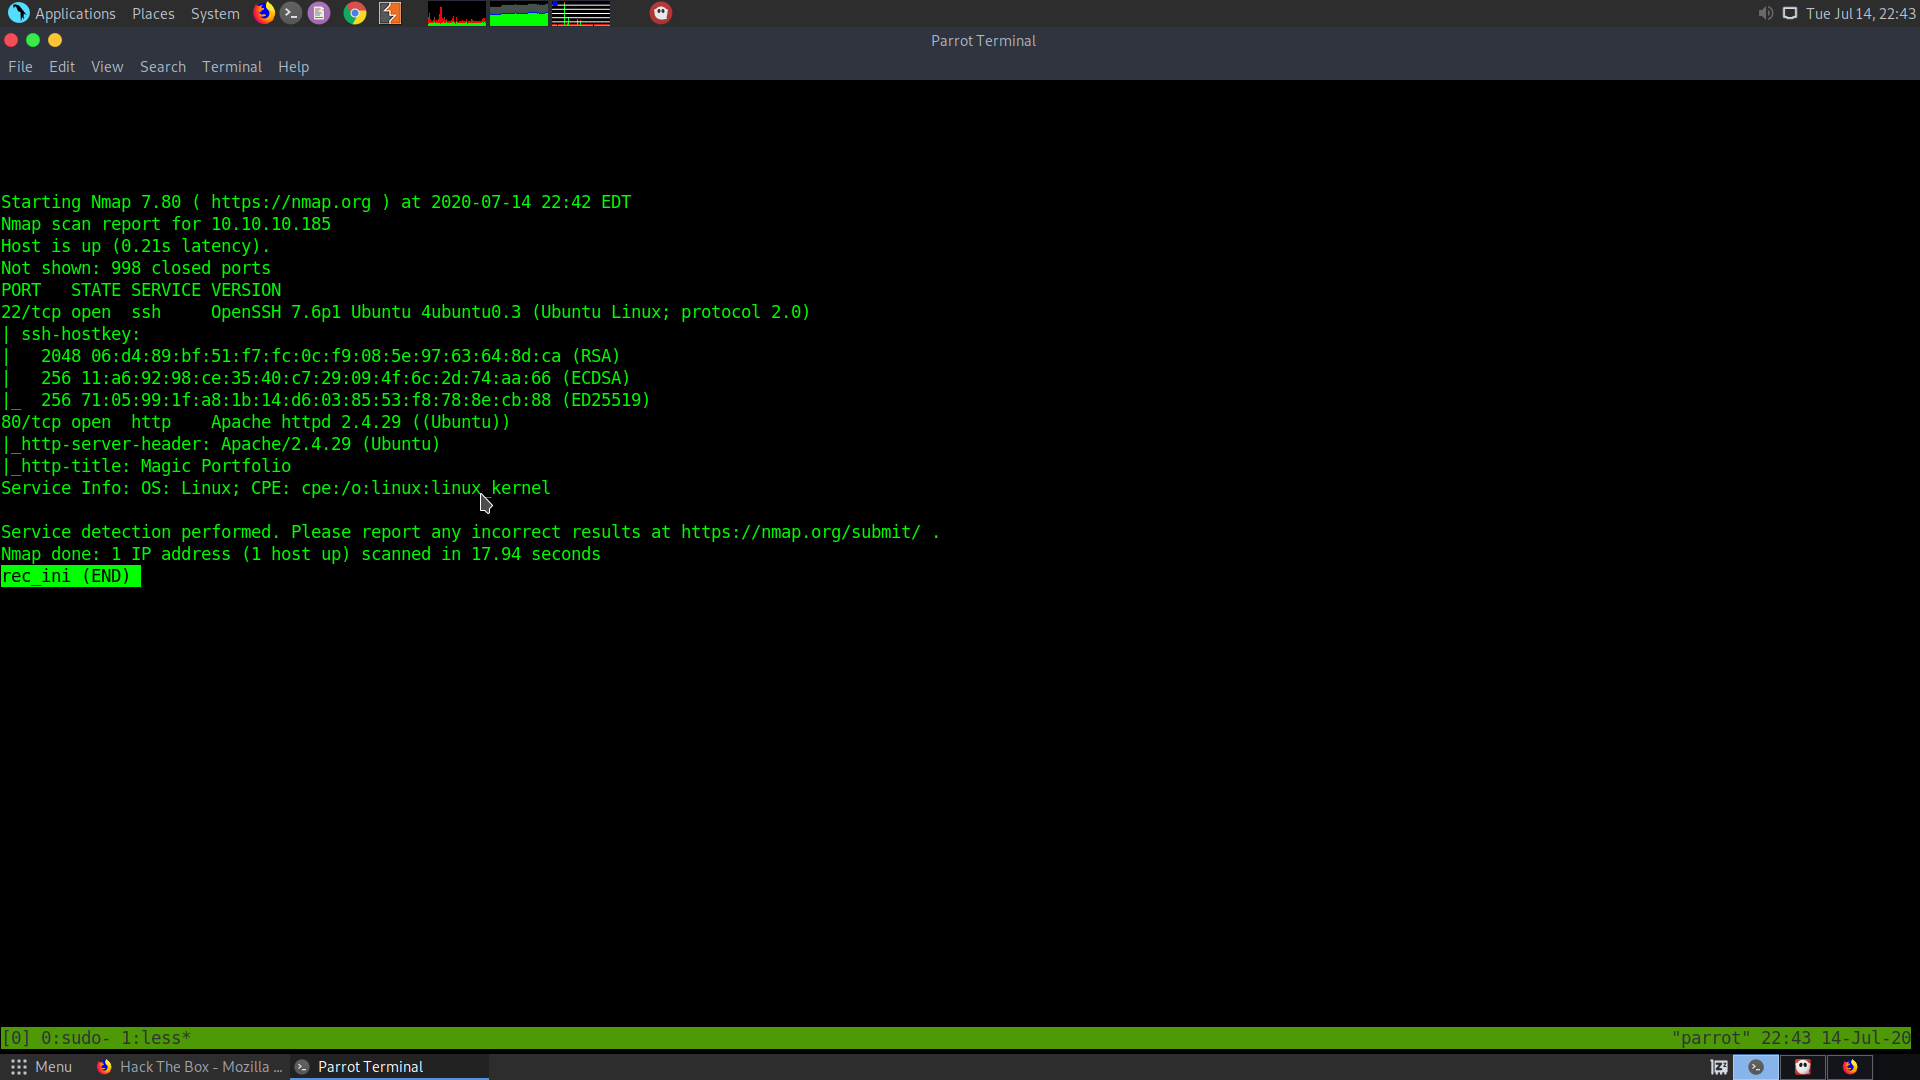 Applications Places System Tue Jul 14, 22:43
Parrot Terminal
File Edit View Search Terminal Help
Starting Nmap 7.80 ( https://nmap.org ) at 2020-07-14 22:42 EDT
Nmap scan report for 10.10.10.185
Host is up (0.21s latency).
Not shown: 998 closed ports
PORT   STATE SERVICE VERSION
22/tcp open  ssh     OpenSSH 7.6p1 Ubuntu 4ubuntu0.3 (Ubuntu Linux; protocol 2.0)
| ssh-hostkey:
|   2048 06:d4:89:bf:51:f7:fc:0c:f9:08:5e:97:63:64:8d:ca (RSA)
|   256 11:a6:92:98:ce:35:40:c7:29:09:4f:6c:2d:74:aa:66 (ECDSA)
|_  256 71:05:99:1f:a8:1b:14:d6:03:85:53:f8:78:8e:cb:88 (ED25519)
80/tcp open  http    Apache httpd 2.4.29 ((Ubuntu))
|_http-server-header: Apache/2.4.29 (Ubuntu)
|_http-title: Magic Portfolio
Service Info: OS: Linux; CPE: cpe:/o:linux:linux_kernel
Service detection performed. Please report any incorrect results at https://nmap.org/submit/ .
Nmap done: 1 IP address (1 host up) scanned in 17.94 seconds
rec_ini (END)
[0] 0:sudo- 1:less* "parrot" 22:43 14-Jul-20
Menu Hack The Box - Mozilla ... Parrot Terminal